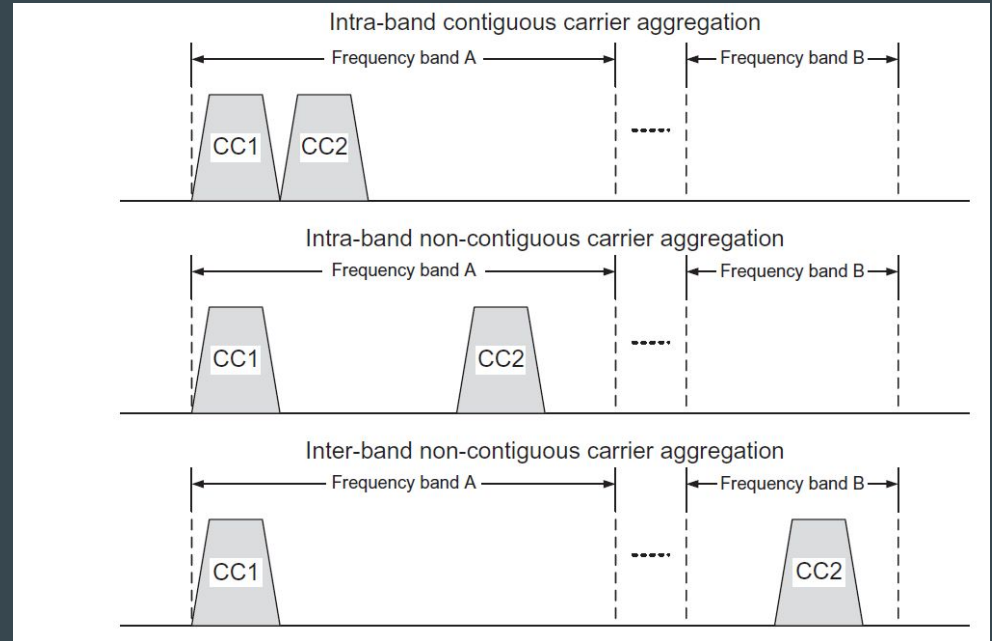 Intra-band contiguous carrier aggregation
Frequency band A
Frequency band B
CC1
CC2
Intra-band non-contiguous carrier aggregation
Frequency band A
Frequency band B
CC1
CC2
Inter-band non-contiguous carrier aggregation
Frequency band A
Frequency band B
CC1
CC2